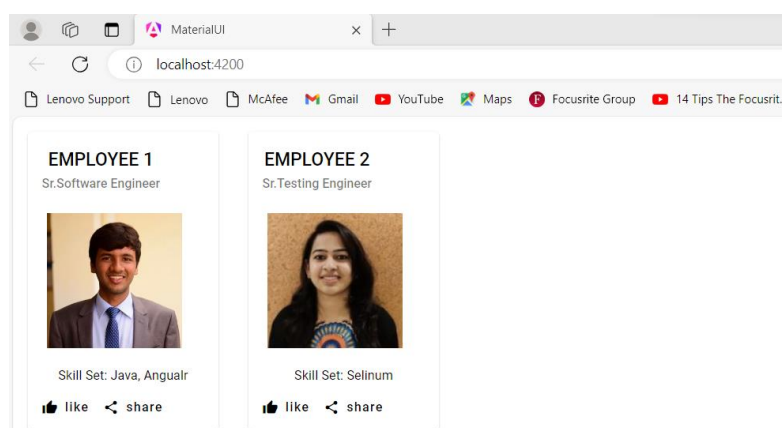 MaterialUI
localhost:4200
Lenovo Support Lenovo McAfee Gmail YouTube Maps Focusrite Group 14 Tips The Focusrit.
EMPLOYEE 1
Sr.Software Engineer
Skill Set: Java, Angualr
like share
EMPLOYEE 2
Sr.Testing Engineer
Skill Set: Selinum
like share